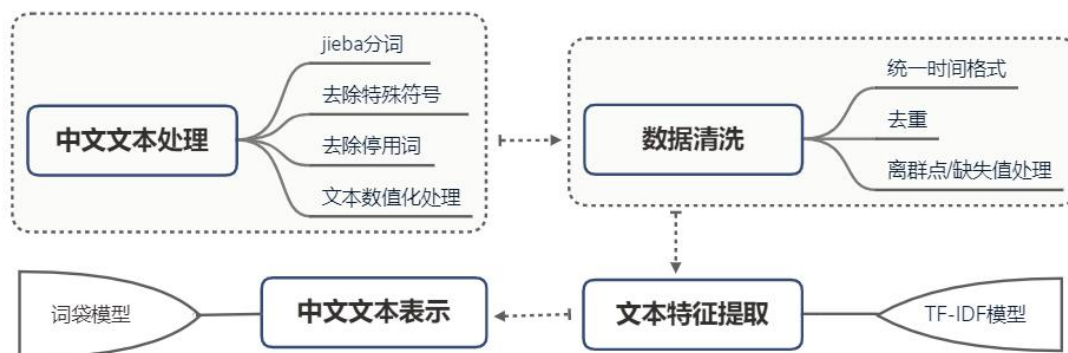 中文文本处理
jieba分词
去除特殊符号
去除停用词
文本数值化处理
数据清洗
统一时间格式
去重
离群点/缺失值处理
词袋模型
中文文本表示
文本特征提取
TF-IDF模型